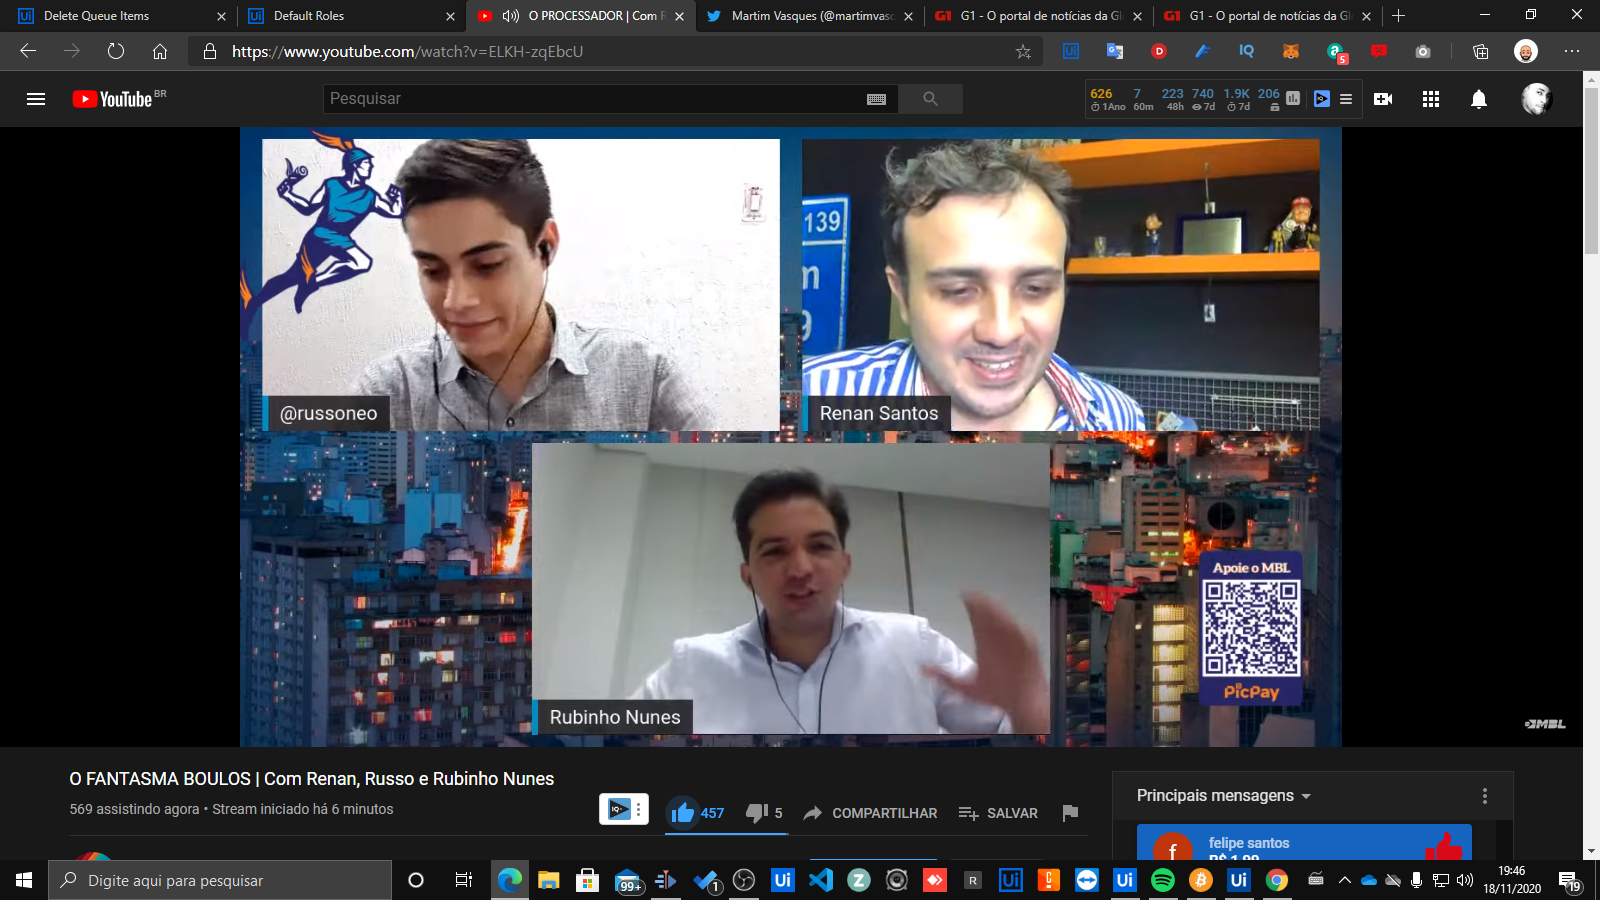 Delete Queue Items
Default Roles
O PROCESSADOR | Com R
Martim Vasques (@martimvasc
G1 - O portal de notícias da Gl
G1 - O portal de notícias da Gl
https://www.youtube.com/watch?v=ELKH-zqEbcU
YouTube BR
Pesquisar
626 7 223 740 1.9K 206
1Ano 60m 48h 7d 7d
139
@russoneo
Renan Santos
Rubinho Nunes
Apoie o MBL
PicPay
MBL
O FANTASMA BOULOS | Com Renan, Russo e Rubinho Nunes
569 assistindo agora • Stream iniciado há 6 minutos
457
5
COMPARTILHAR
SALVAR
Principais mensagens
f
felipe santos
R$ 1,99
Digite aqui para pesquisar
99+
1
19:46
18/11/2020
19